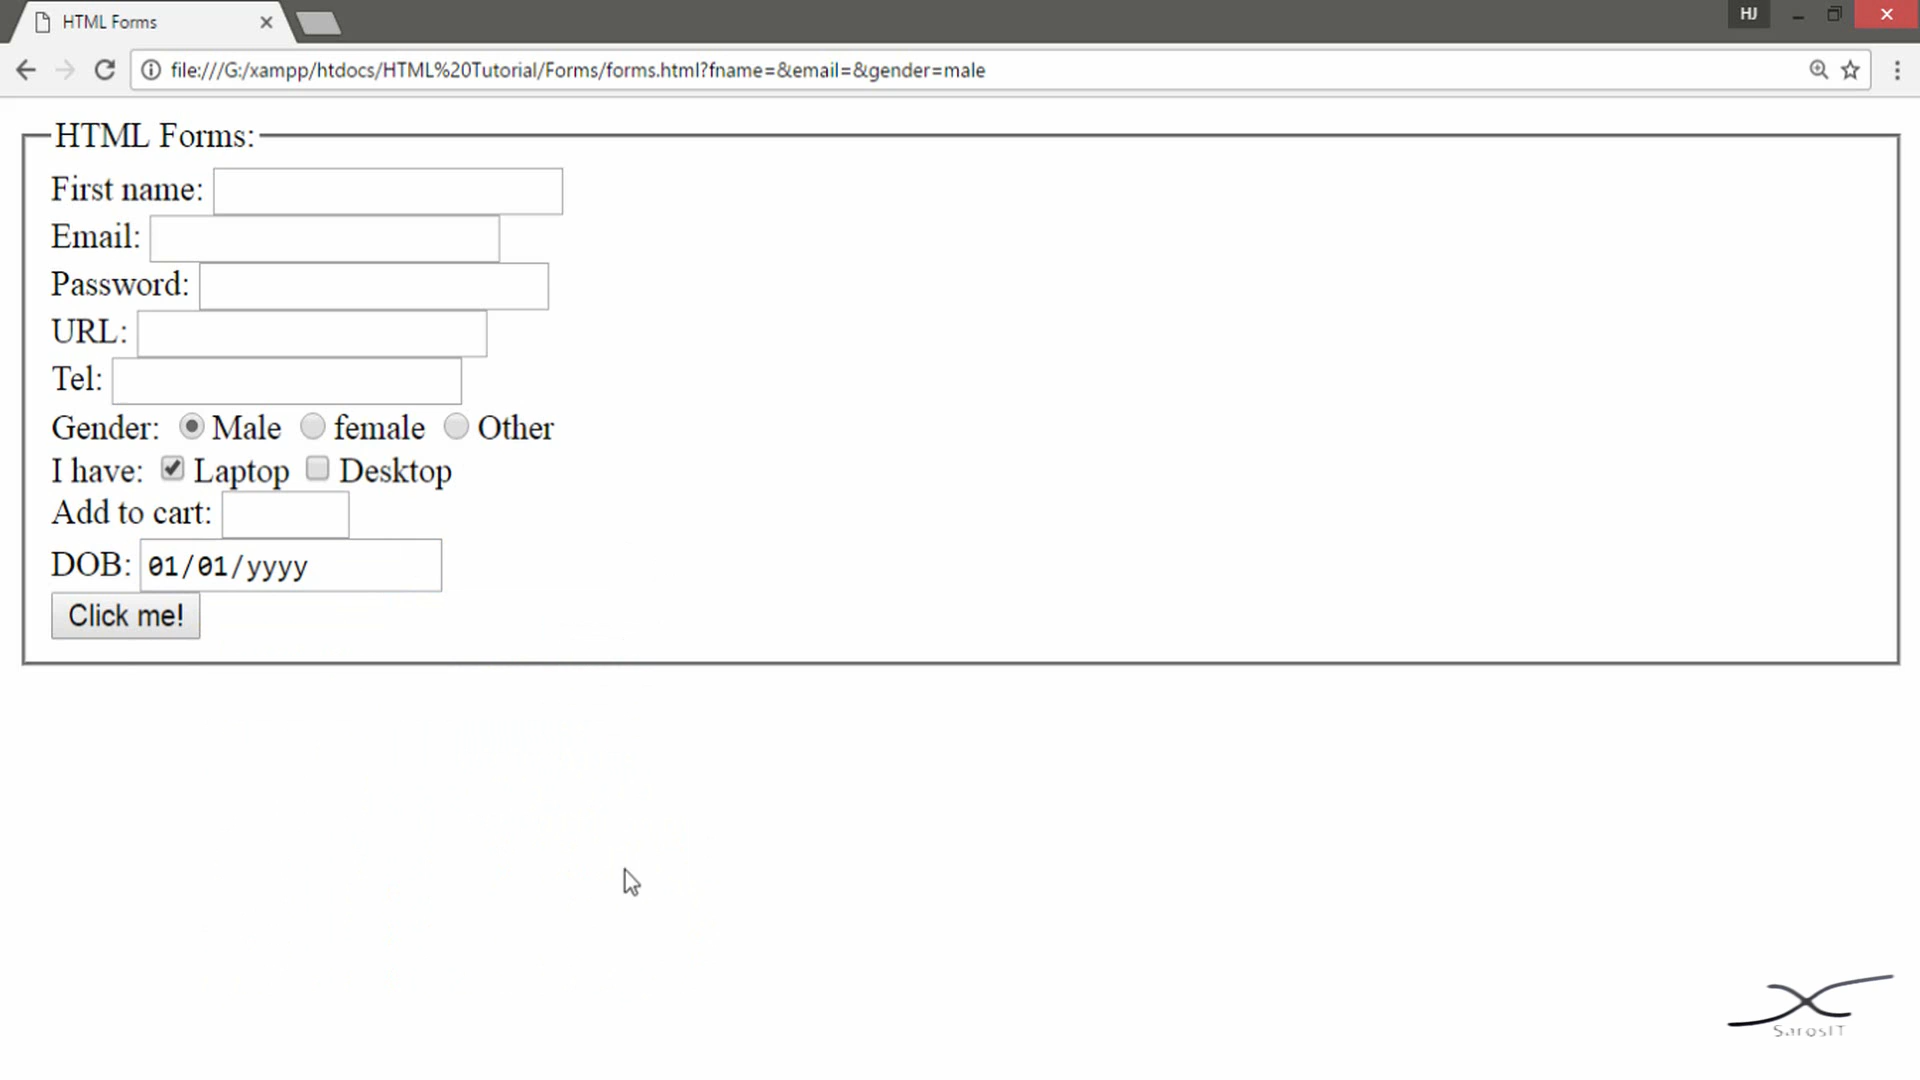 HTML Forms
HJ
file:///G:/xampp/htdocs/HTML%20Tutorial/Forms/forms.html?fname=&email=&gender=male
HTML Forms:
First name:
Email:
Password:
URL:
Tel:
Gender: Male female Other
I have: Laptop Desktop
Add to cart:
DOB: 01/01/yyyy
Click me!
SarosIT